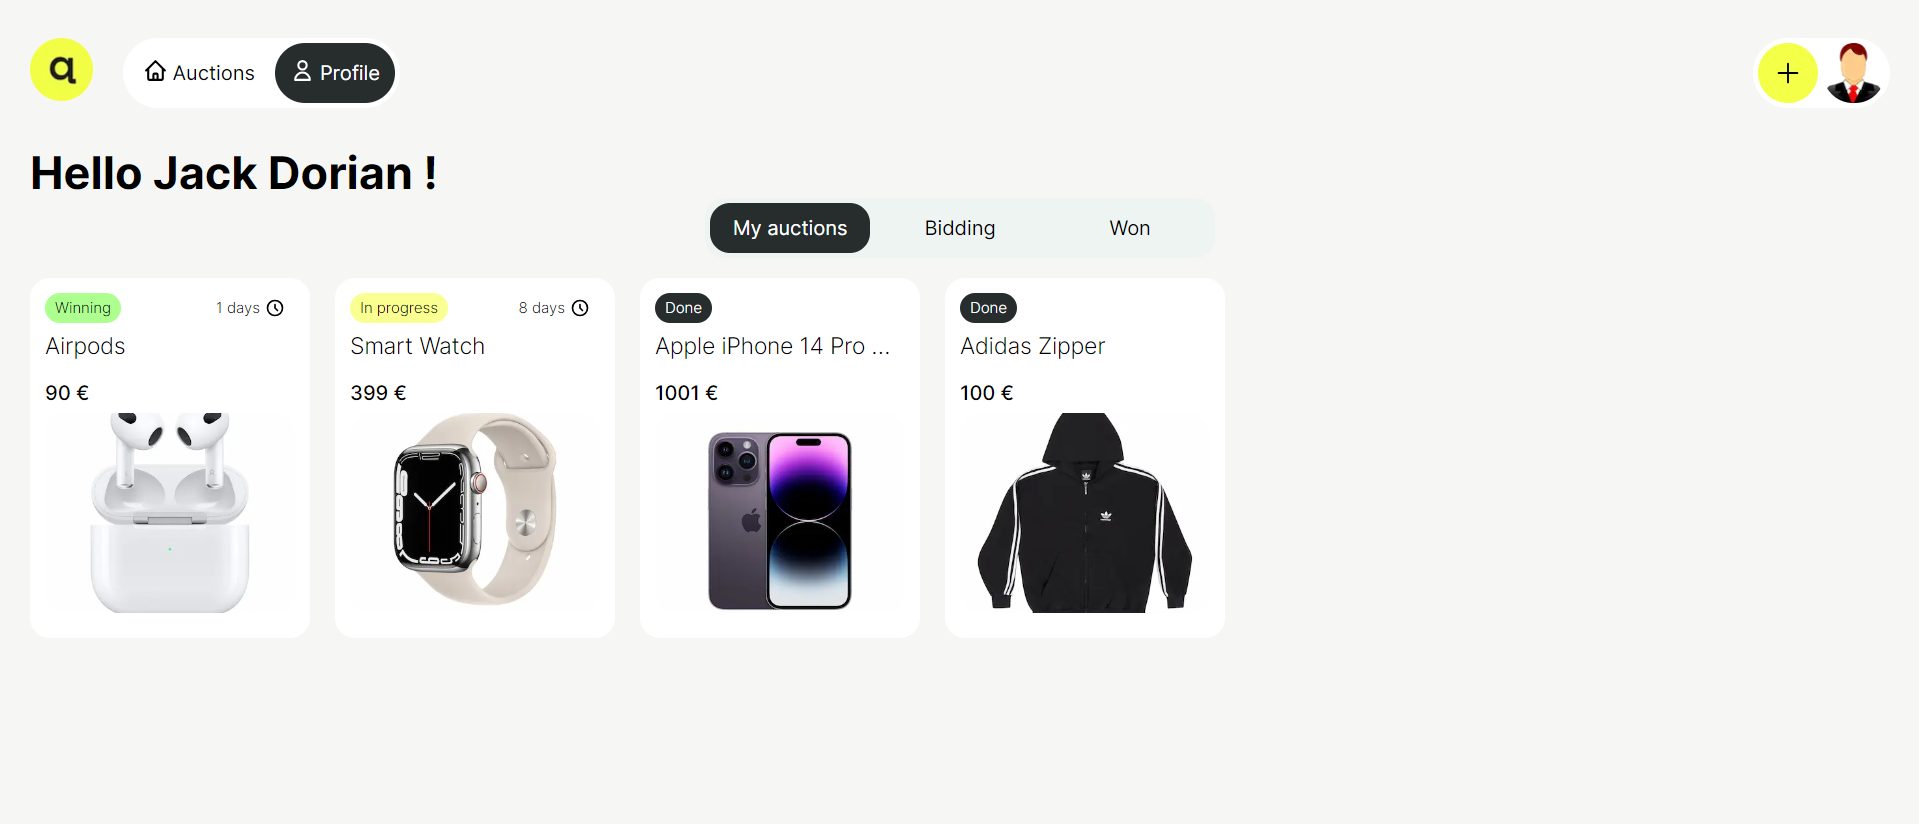 a
Auctions
Profile
Hello Jack Dorian !
My auctions
Bidding
Won
Winning
1 days
Airpods
90 €
In progress
8 days
Smart Watch
399 €
Done
Apple iPhone 14 Pro ...
1001 €
Done
Adidas Zipper
100 €